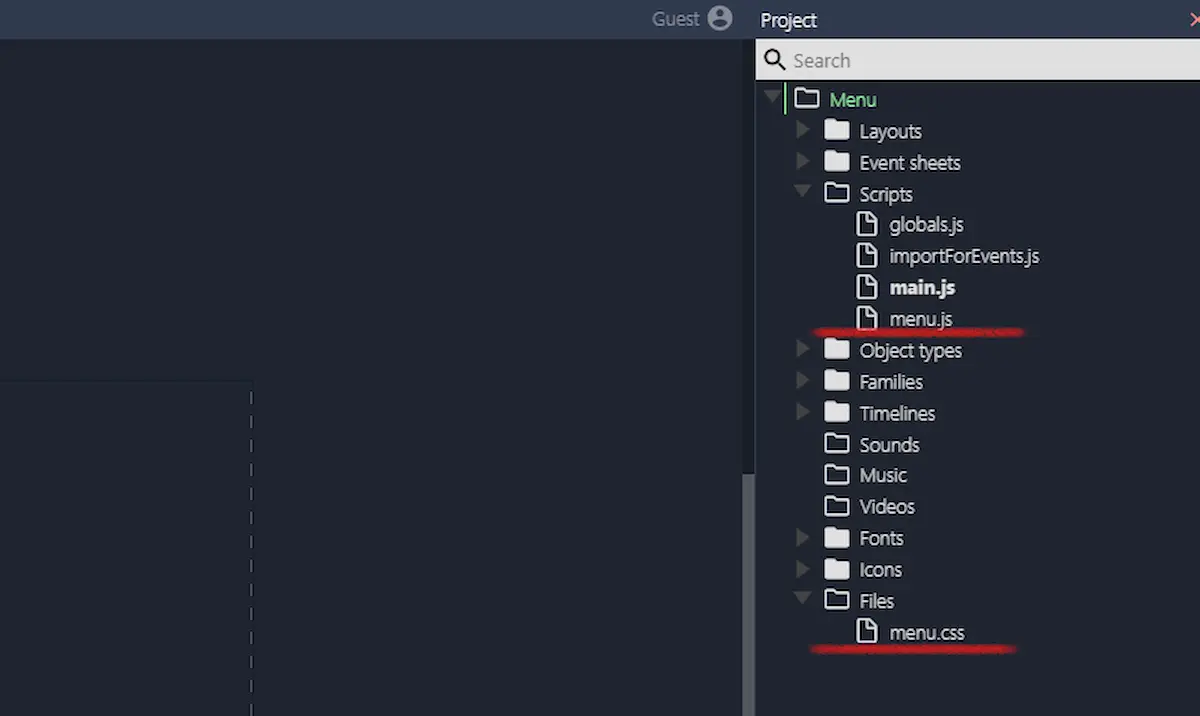 Guest
Project
Search
Menu
Layouts
Event sheets
Scripts
globals.js
importForEvents.js
main.js
menu.js
Object types
Families
Timelines
Sounds
Music
Videos
Fonts
Icons
Files
menu.css